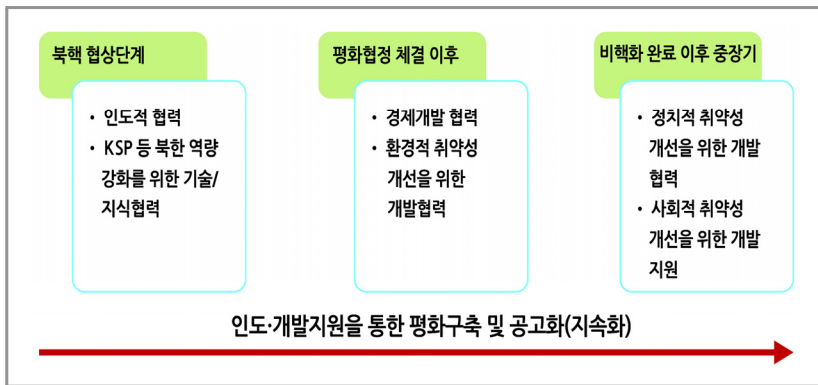 북핵 협상단계
• 인도적 협력
• KSP 등 북한 역량
강화를 위한 기술/
지식협력
평화협정 체결 이후
• 경제개발 협력
• 환경적 취약성
개선을 위한
개발협력
비핵화 완료 이후 중장기
• 정치적 취약성
개선을 위한 개발
협력
• 사회적 취약성
개선을 위한 개발
지원
인도·개발지원을 통한 평화구축 및 공고화(지속화)